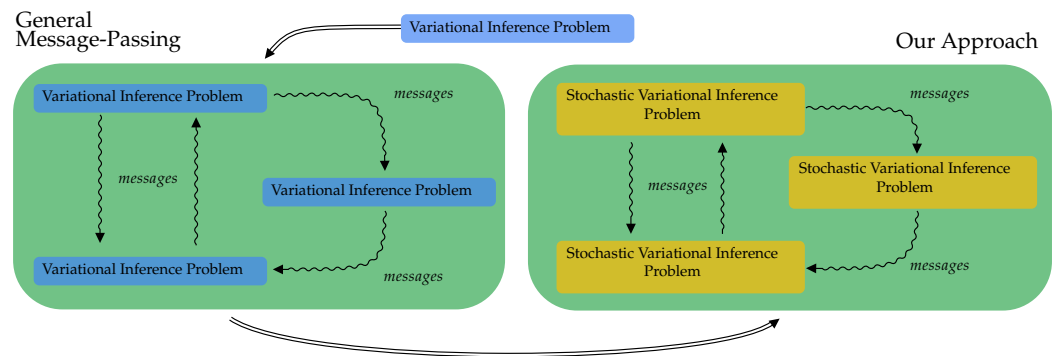 General
Message-Passing
Variational Inference Problem
Our Approach
Variational Inference Problem
messages
messages
Variational Inference Problem
Variational Inference Problem
messages
Stochastic Variational Inference
Problem
messages
messages
Stochastic Variational Inference
Problem
Stochastic Variational Inference
Problem
messages